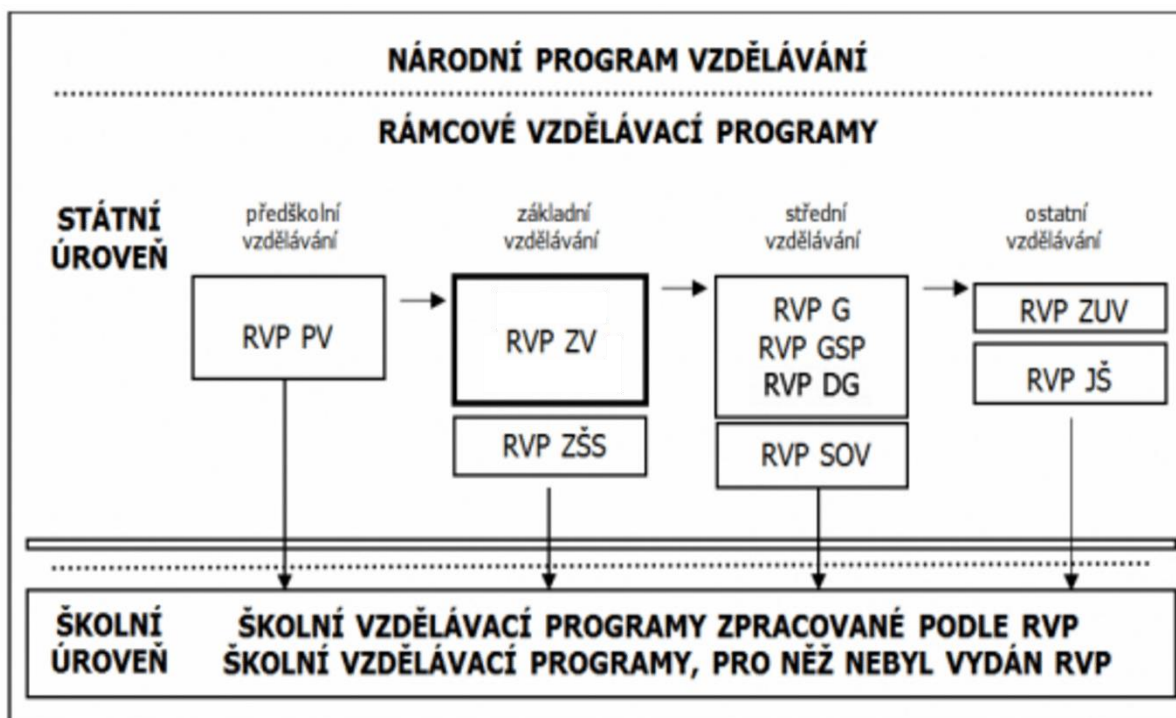 NÁRODNÍ PROGRAM VZDĚLÁVÁNÍ
RÁMCOVÉ VZDĚLÁVACÍ PROGRAMY
STÁTNÍ
ÚROVEŇ
předškolní
vzdělávání
základní
vzdělávání
střední
vzdělávání
ostatní
vzdělávání
RVP PV
RVP ZV
RVP ZŠS
RVP G
RVP GSP
RVP DG
RVP SOV
RVP ZUV
RVP JŠ
ŠKOLNÍ
ÚROVEŇ
ŠKOLNÍ VZDĚLÁVACÍ PROGRAMY ZPRACOVANÉ PODLE RVP
ŠKOLNÍ VZDĚLÁVACÍ PROGRAMY, PRO NĚŽ NEBYL VYDÁN RVP